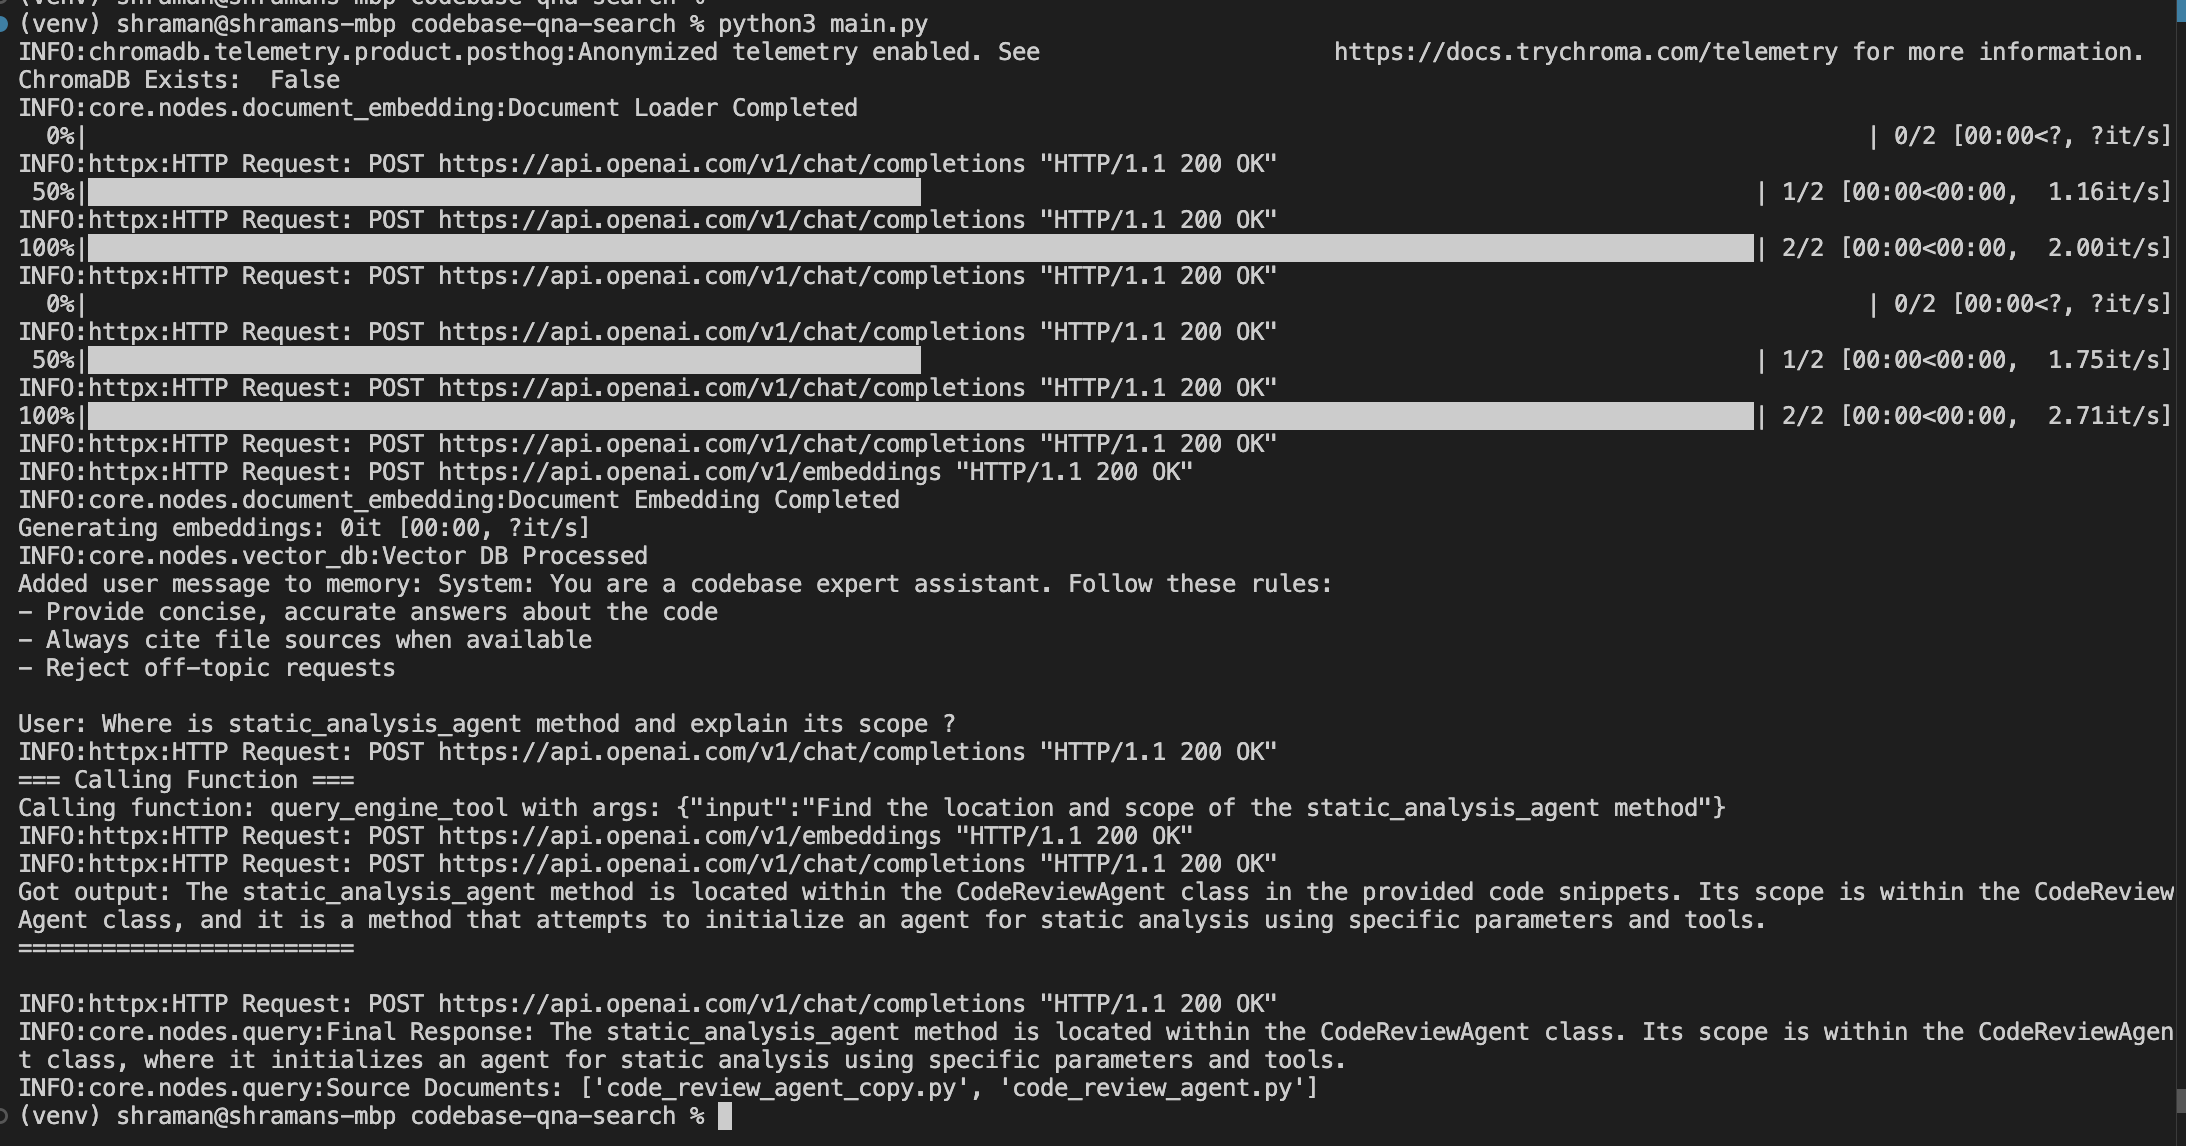 (venv) shraman@shramans-mbp codebase-qna-search %
(venv) shraman@shramans-mbp codebase-qna-search % python3 main.py
INFO:chromadb.telemetry.product.posthog:Anonymized telemetry enabled. See                     https://docs.trychroma.com/telemetry for more information.
ChromaDB Exists:  False
INFO:core.nodes.document_embedding:Document Loader Completed
  0%|                                                                                | 0/2 [00:00<?, ?it/s]
INFO:httpx:HTTP Request: POST https://api.openai.com/v1/chat/completions "HTTP/1.1 200 OK"
 50%|                                                                        | 1/2 [00:00<00:00,  1.16it/s]
INFO:httpx:HTTP Request: POST https://api.openai.com/v1/chat/completions "HTTP/1.1 200 OK"
100%|                                                                        | 2/2 [00:00<00:00,  2.00it/s]
INFO:httpx:HTTP Request: POST https://api.openai.com/v1/chat/completions "HTTP/1.1 200 OK"
  0%|                                                                                | 0/2 [00:00<?, ?it/s]
INFO:httpx:HTTP Request: POST https://api.openai.com/v1/chat/completions "HTTP/1.1 200 OK"
 50%|                                                                        | 1/2 [00:00<00:00,  1.75it/s]
INFO:httpx:HTTP Request: POST https://api.openai.com/v1/chat/completions "HTTP/1.1 200 OK"
100%|                                                                        | 2/2 [00:00<00:00,  2.71it/s]
INFO:httpx:HTTP Request: POST https://api.openai.com/v1/chat/completions "HTTP/1.1 200 OK"
INFO:httpx:HTTP Request: POST https://api.openai.com/v1/embeddings "HTTP/1.1 200 OK"
INFO:core.nodes.document_embedding:Document Embedding Completed
Generating embeddings: 0it [00:00, ?it/s]
INFO:core.nodes.vector_db:Vector DB Processed
Added user message to memory: System: You are a codebase expert assistant. Follow these rules:
- Provide concise, accurate answers about the code
- Always cite file sources when available
- Reject off-topic requests

User: Where is static_analysis_agent method and explain its scope ?
INFO:httpx:HTTP Request: POST https://api.openai.com/v1/chat/completions "HTTP/1.1 200 OK"
=== Calling Function ===
Calling function: query_engine_tool with args: {"input":"Find the location and scope of the static_analysis_agent method"}
INFO:httpx:HTTP Request: POST https://api.openai.com/v1/embeddings "HTTP/1.1 200 OK"
INFO:httpx:HTTP Request: POST https://api.openai.com/v1/chat/completions "HTTP/1.1 200 OK"
Got output: The static_analysis_agent method is located within the CodeReviewAgent class in the provided code snippets. Its scope is within the CodeReview
Agent class, and it is a method that attempts to initialize an agent for static analysis using specific parameters and tools.
========================

INFO:httpx:HTTP Request: POST https://api.openai.com/v1/chat/completions "HTTP/1.1 200 OK"
INFO:core.nodes.query:Final Response: The static_analysis_agent method is located within the CodeReviewAgent class. Its scope is within the CodeReviewAgen
t class, where it initializes an agent for static analysis using specific parameters and tools.
INFO:core.nodes.query:Source Documents: ['code_review_agent_copy.py', 'code_review_agent.py']
(venv) shraman@shramans-mbp codebase-qna-search %